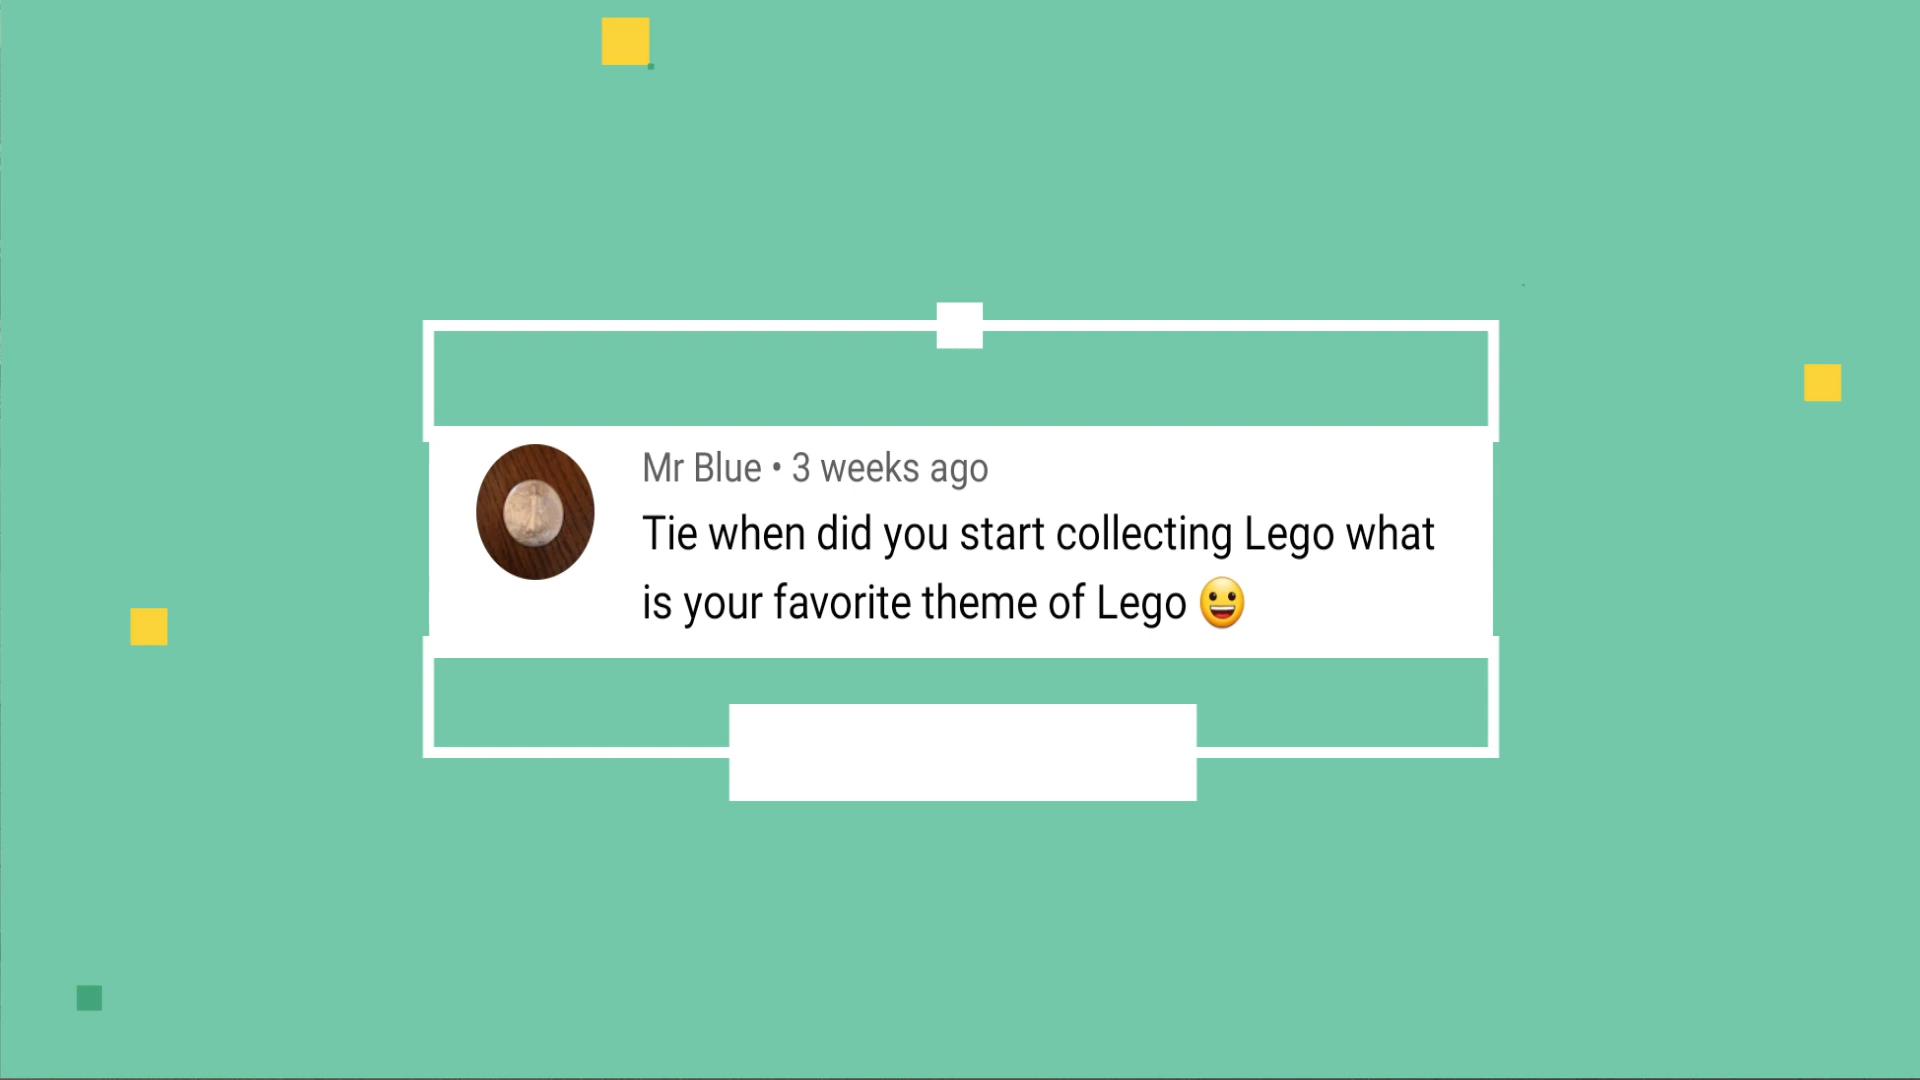 Mr Blue • 3 weeks ago
Tie when did you start collecting Lego what
is your favorite theme of Lego 😀